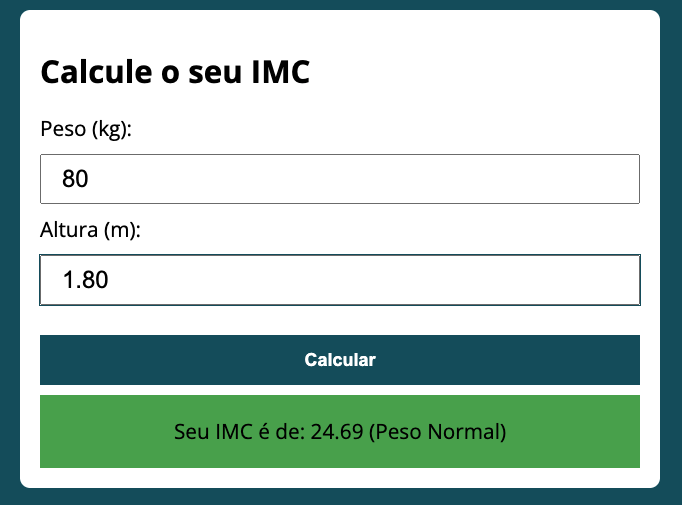 Calcule o seu IMC
Peso (kg):
80
Altura (m):
1.80
Calcular
Seu IMC é de: 24.69 (Peso Normal)